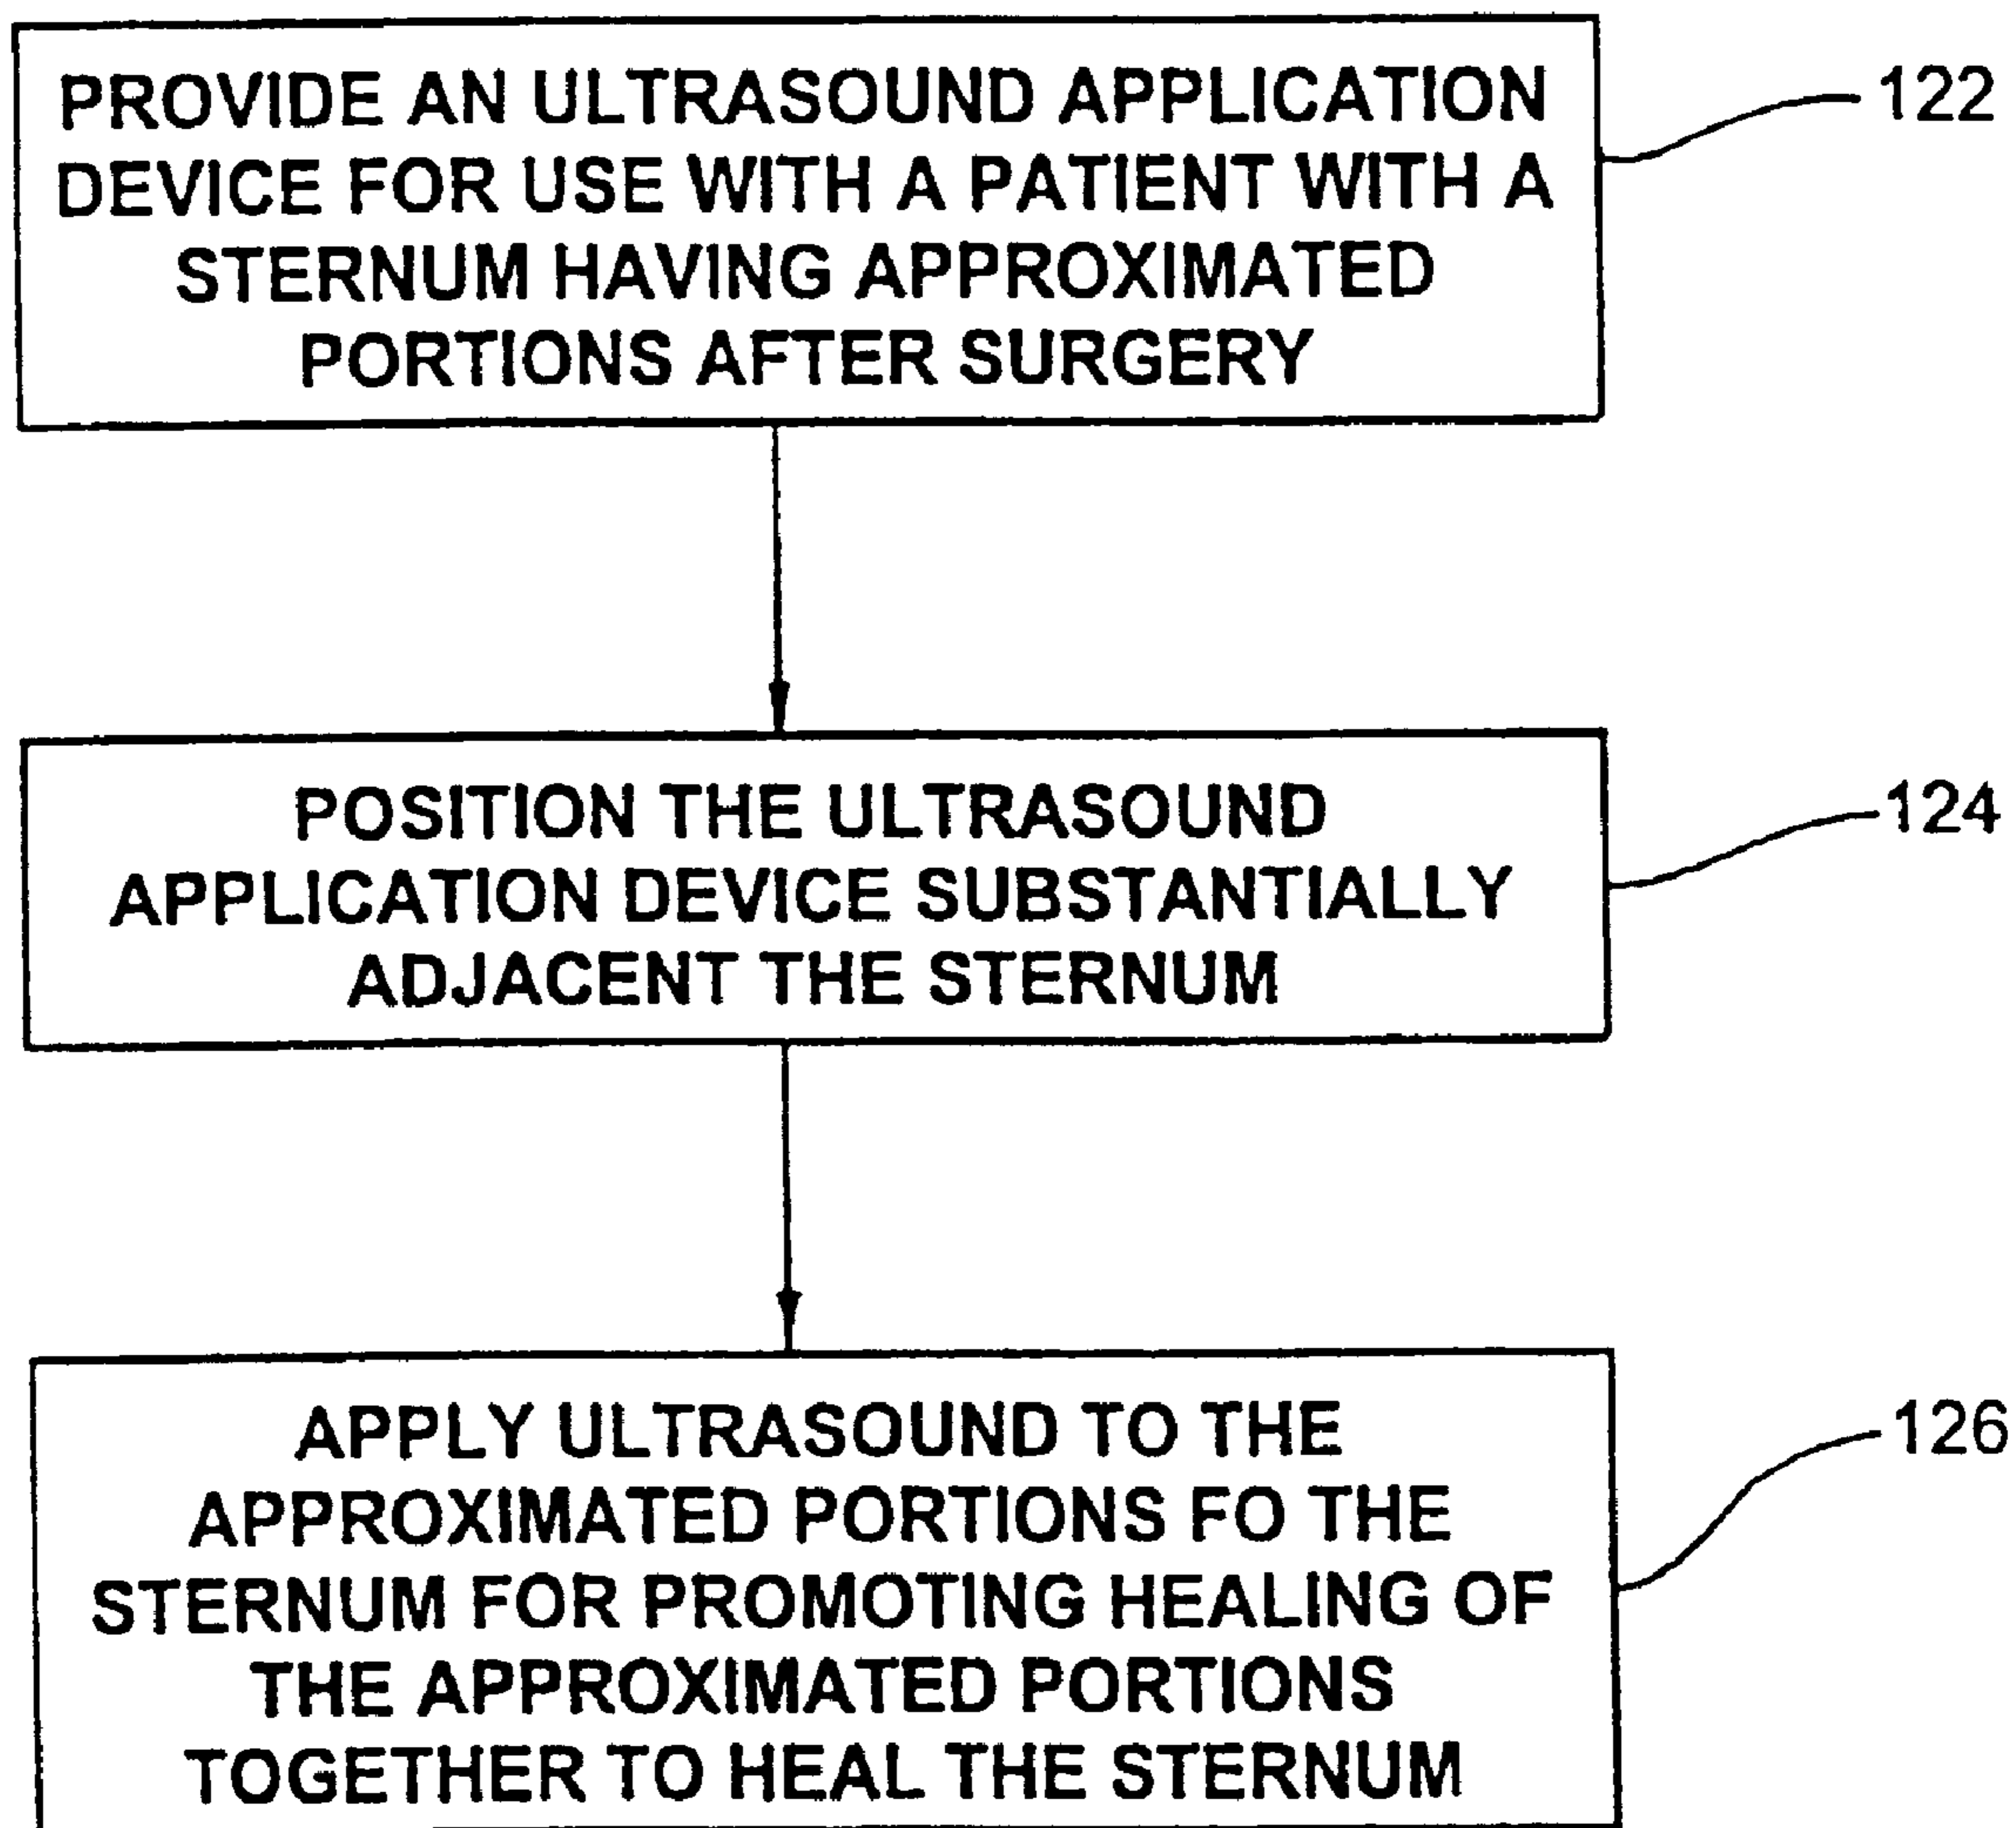 PROVIDE AN ULTRASOUND APPLICATION
DEVICE FOR USE WITH A PATIENT WITH A
STERNUM HAVING APPROXIMATED
PORTIONS AFTER SURGERY
122
POSITION THE ULTRASOUND
APPLICATION DEVICE SUBSTANTIALLY
ADJACENT THE STERNUM
124
APPLY ULTRASOUND TO THE
APPROXIMATED PORTIONS FO THE
STERNUM FOR PROMOTING HEALING OF
THE APPROXIMATED PORTIONS
TOGETHER TO HEAL THE STERNUM
126